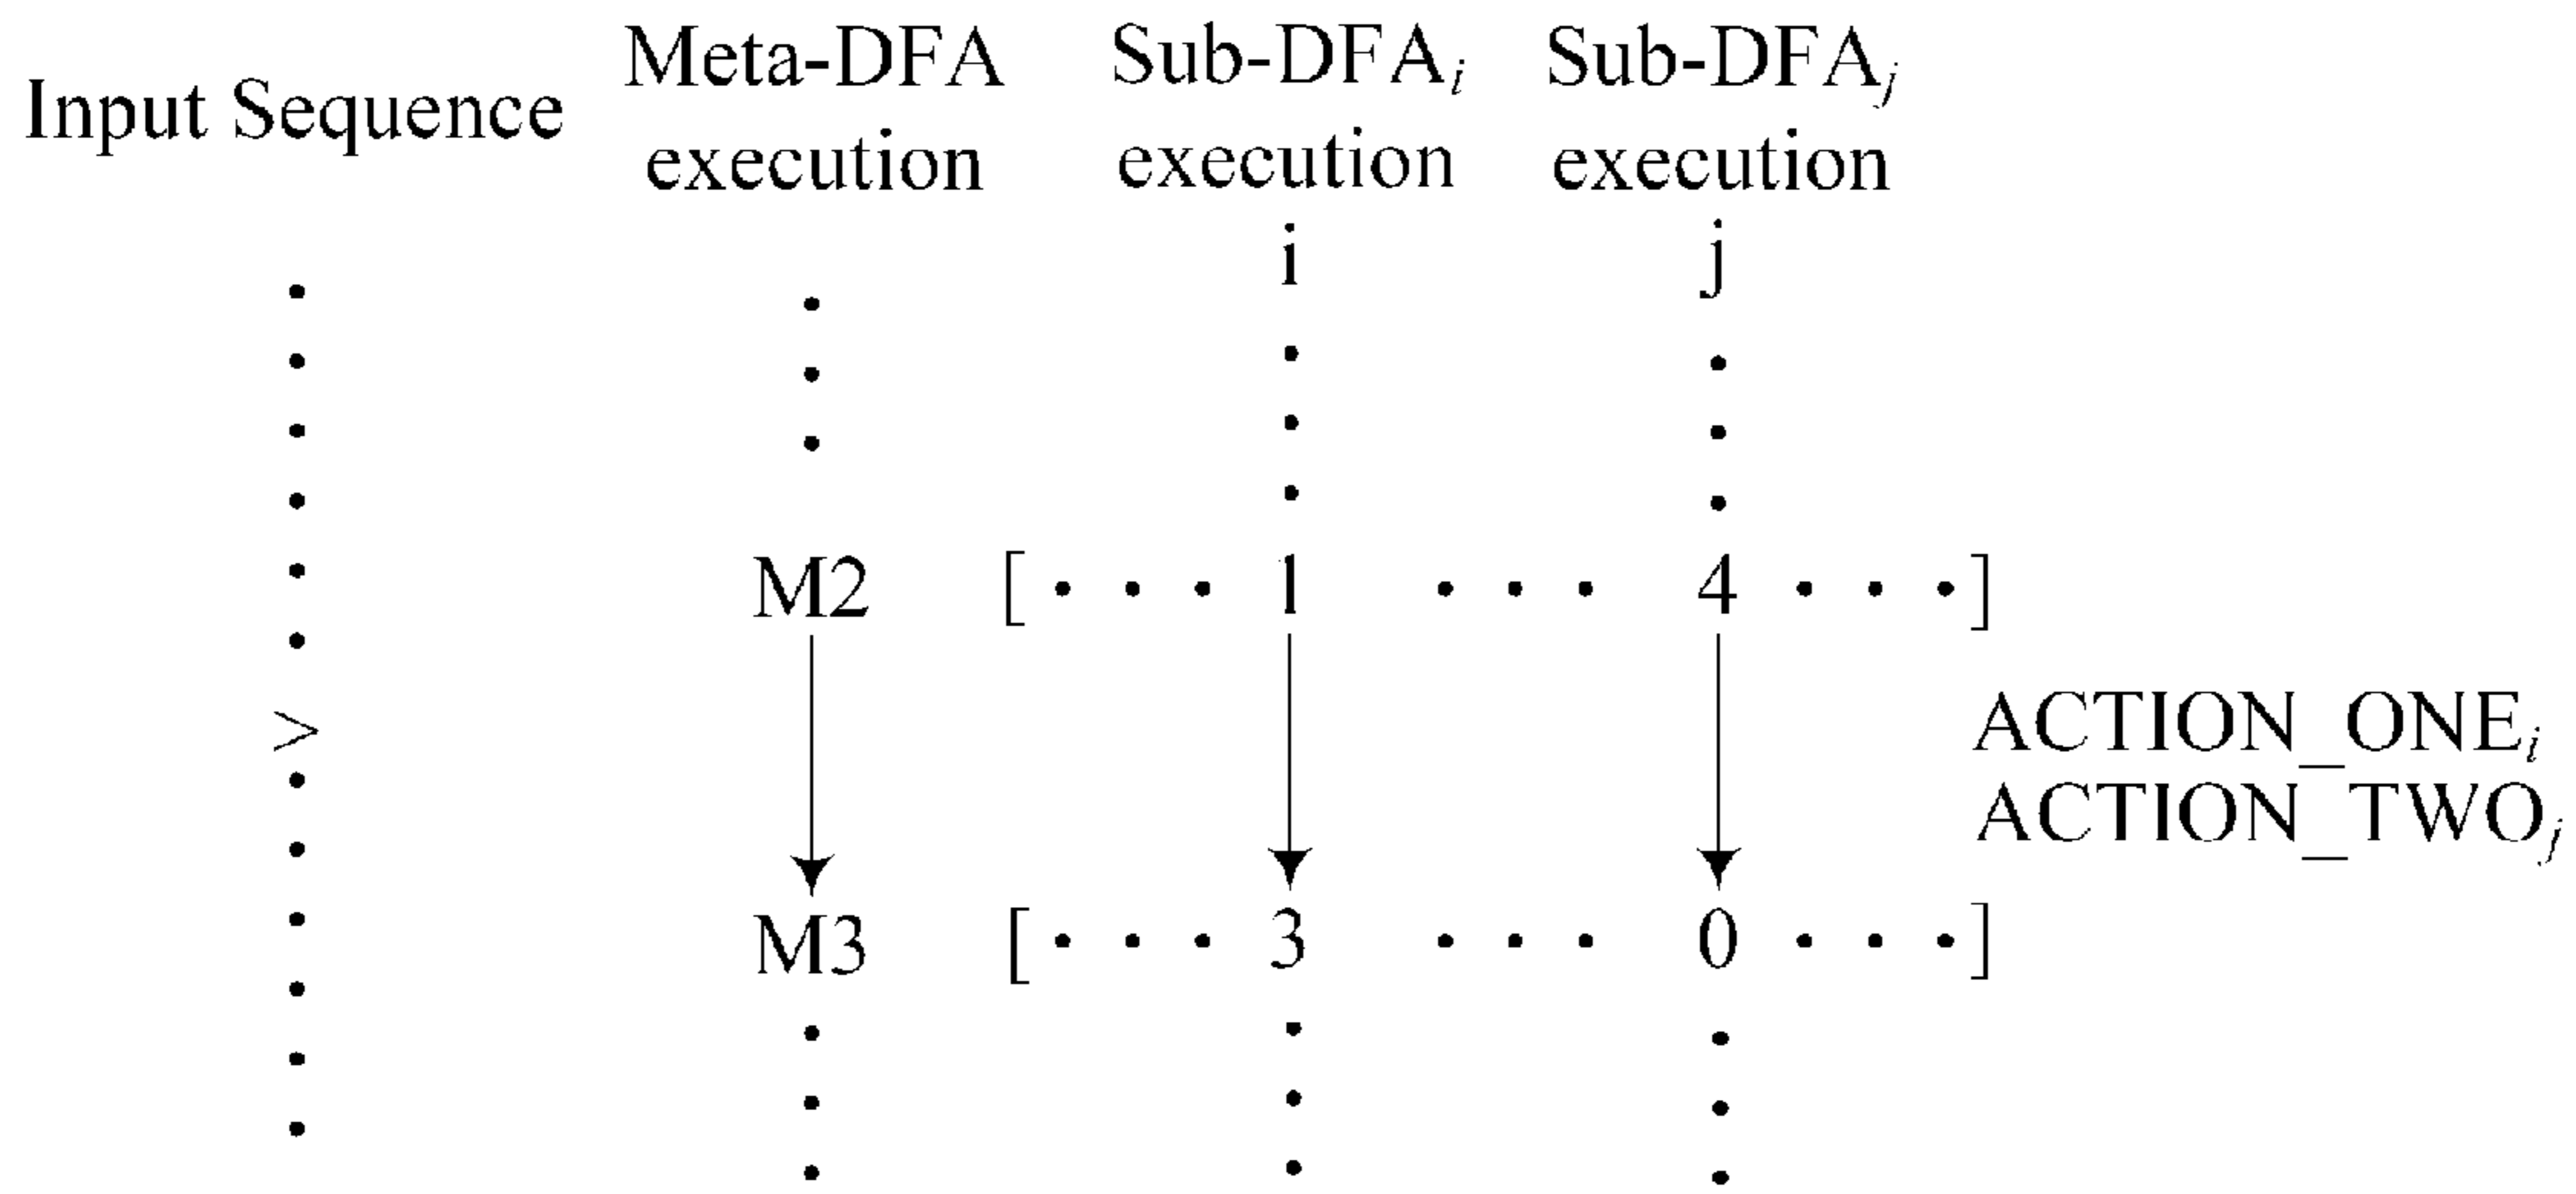 Input Sequence
Meta-DFA
execution
Sub-DFAᵢ
execution
i
Sub-DFAⱼ
execution
j
M2 [· · · 1 · · · 4 · · ·]
>
ACTION_ONEᵢ
ACTION_TWOⱼ
M3 [· · · 3 · · · 0 · · ·]